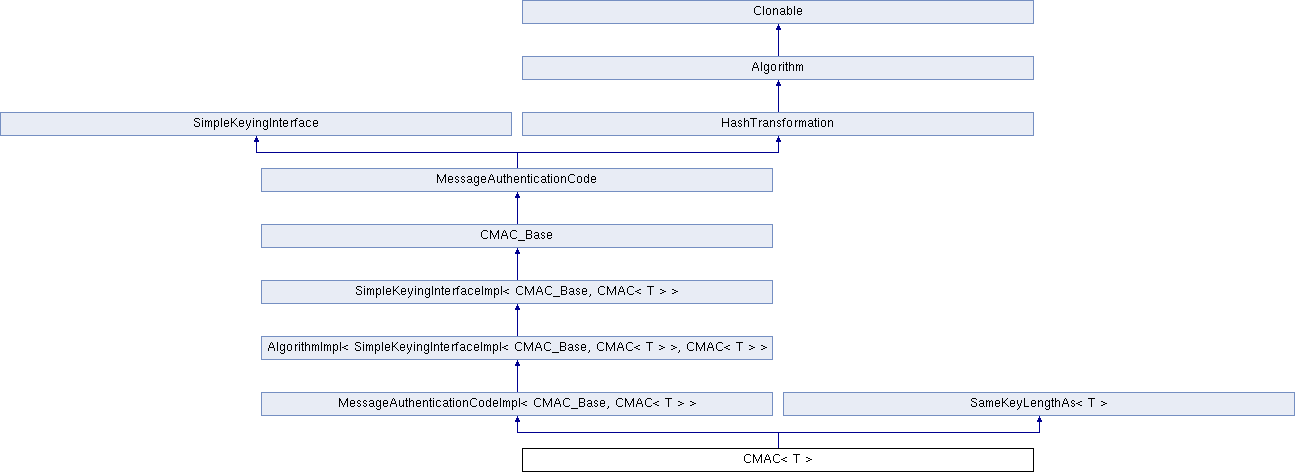 Clonable
Algorithm
SimpleKeyingInterface
HashTransformation
MessageAuthenticationCode
CMAC_Base
SimpleKeyingInterfaceImpl< CMAC_Base, CMAC< T > >
AlgorithmImpl< SimpleKeyingInterfaceImpl< CMAC_Base, CMAC< T > >, CMAC< T > >
MessageAuthenticationCodeImpl< CMAC_Base, CMAC< T > >
SameKeyLengthAs< T >
CMAC< T >